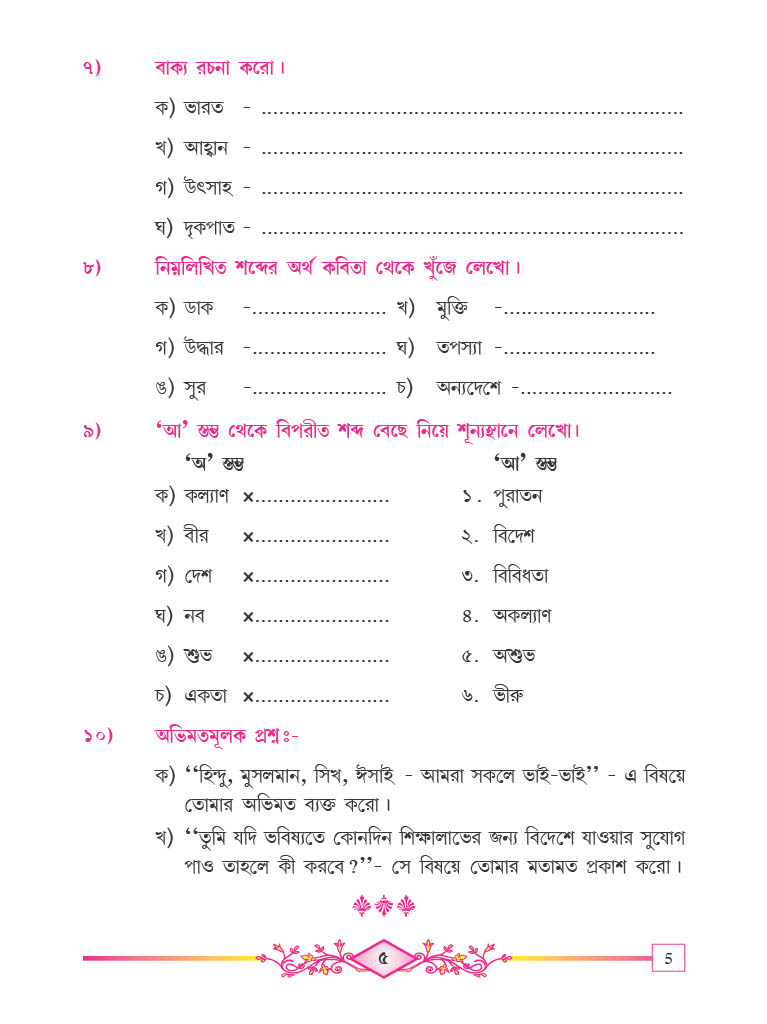 ৭) বাক্য রচনা করো।
ক) ভারত - ........................................................................
খ) আহ্বান - ........................................................................
গ) উৎসাহ - ........................................................................
ঘ) দৃকপাত - ........................................................................
৮) নিম্নলিখিত শব্দের অর্থ কবিতা থেকে খুঁজে লেখো।
ক) ডাক -....................... খ) মুক্তি -..........................
গ) উদ্ধার -....................... ঘ) তপস্যা -..........................
ঙ) সুর -....................... চ) অন্যদেশে -..........................
৯) ‘আ’ স্তম্ভ থেকে বিপরীত শব্দ বেছে নিয়ে শূন্যস্থানে লেখো।
‘অ’ স্তম্ভ ‘আ’ স্তম্ভ
ক) কল্যাণ ×....................... ১. পুরাতন
খ) বীর ×....................... ২. বিদেশ
গ) দেশ ×....................... ৩. বিবিধতা
ঘ) নব ×....................... ৪. অকল্যাণ
ঙ) শুভ ×....................... ৫. অশুভ
চ) একতা ×....................... ৬. ভীরু
১০) অভিমতমূলক প্রশ্নঃ-
ক) ‘‘হিন্দু, মুসলমান, সিখ, ঈসাই - আমরা সকলে ভাই-ভাই’’ - এ বিষয়ে
তোমার অভিমত ব্যক্ত করো।
খ) ‘‘তুমি যদি ভবিষ্যতে কোনদিন শিক্ষালাভের জন্য বিদেশে যাওয়ার সুযোগ
পাও তাহলে কী করবে?’’- সে বিষয়ে তোমার মতামত প্রকাশ করো।
৫
5